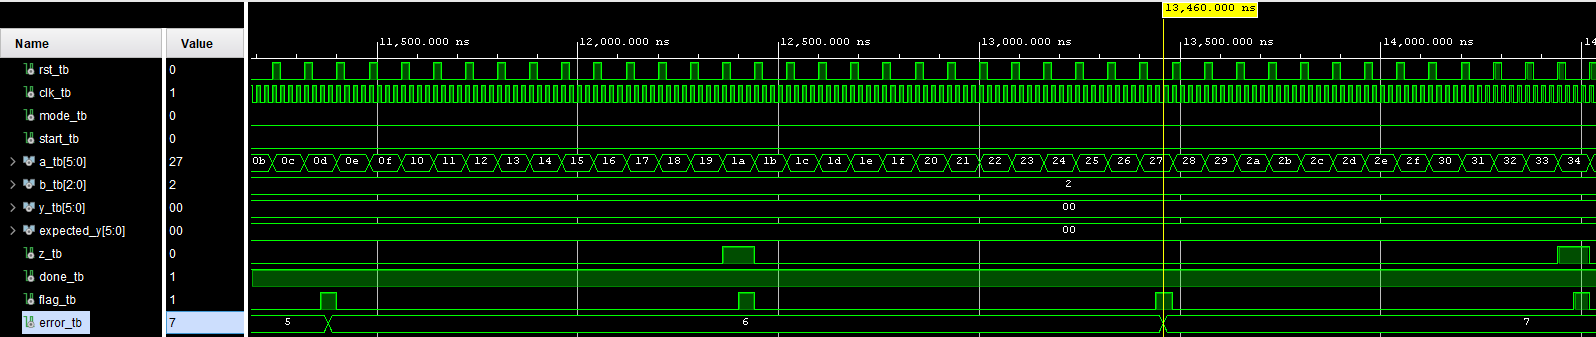 13,460.000 ns
Name Value 11,500.000 ns 12,000.000 ns 12,500.000 ns 13,000.000 ns 13,500.000 ns 14,000.000 ns 14
rst_tb 0
clk_tb 1
mode_tb 0
start_tb 0
a_tb[5:0] 27 0b 0c 0d 0e 0f 10 11 12 13 14 15 16 17 18 19 1a 1b 1c 1d 1e 1f 20 21 22 23 24 25 26 27 28 29 2a 2b 2c 2d 2e 2f 30 31 32 33 34
b_tb[2:0] 2 2
y_tb[5:0] 00 00
expected_y[5:0] 00 00
z_tb 0
done_tb 1
flag_tb 1
error_tb 7 5 6 7